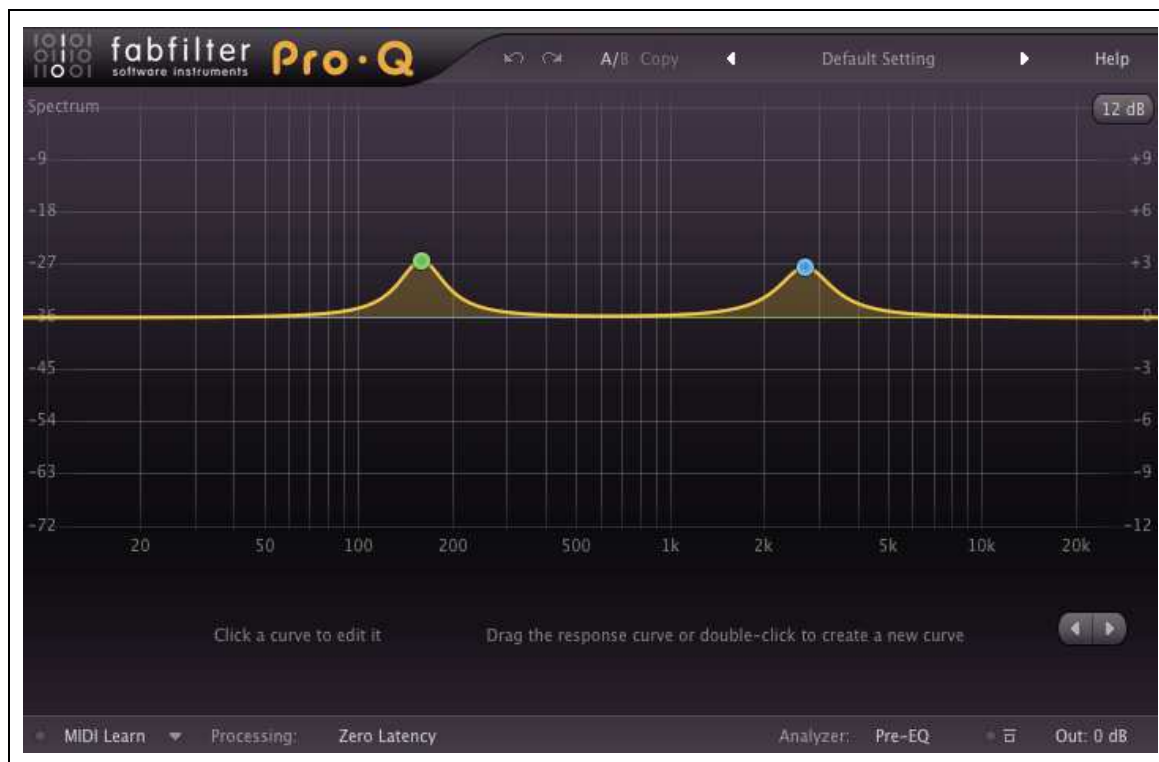 fabfilter Pro·Q
software instruments
A/B Copy Default Setting Help
Spectrum 12 dB
-9 +9
-18 +6
-27 +3
-36 0
-45 -3
-54 -6
-63 -9
-72 -12
20 50 100 200 500 1k 2k 5k 10k 20k
Click a curve to edit it Drag the response curve or double-click to create a new curve
MIDI Learn Processing: Zero Latency Analyzer: Pre-EQ Out: 0 dB